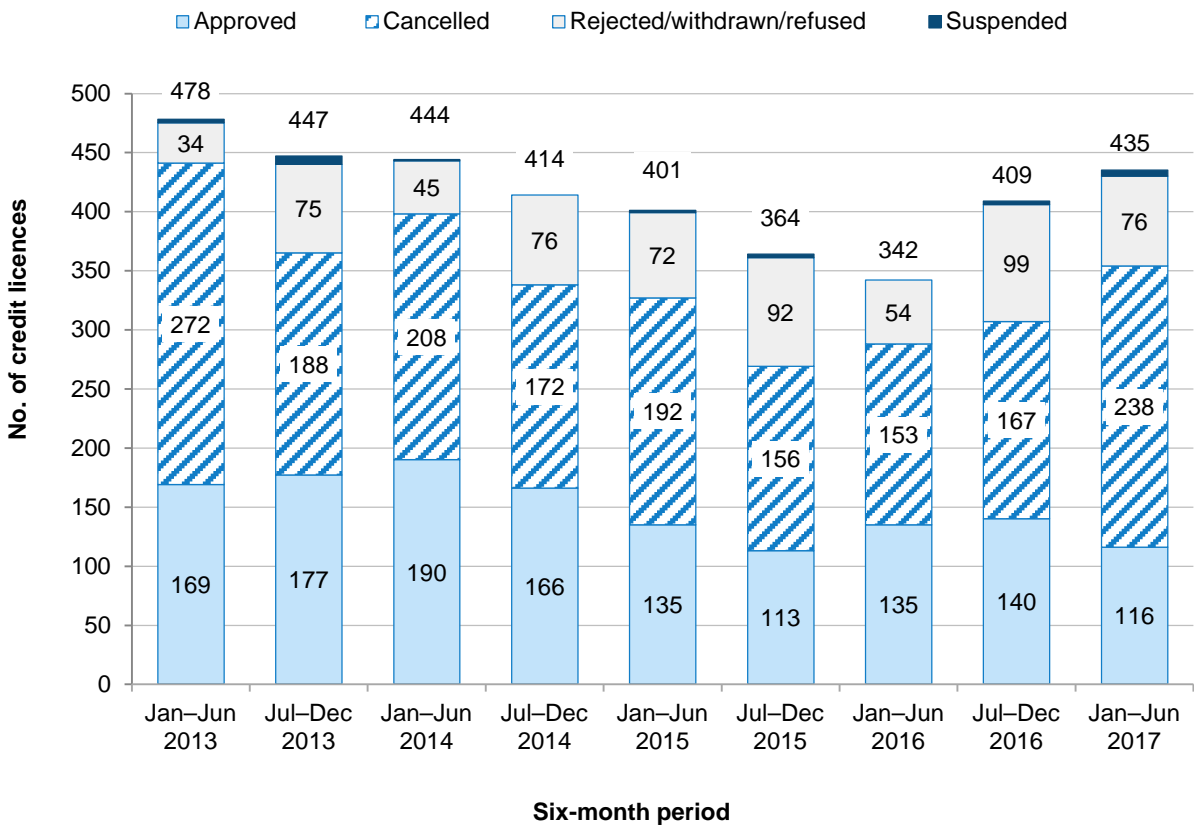 Approved Cancelled Rejected/withdrawn/refused Suspended
No. of credit licences
500
450
400
350
300
250
200
150
100
50
0
478 447 444 414 401 364 342 409 435
34 75 45 76 72 92 54 99 76
272 188 208 172 192 156 153 167 238
169 177 190 166 135 113 135 140 116
Jan–Jun Jul–Dec Jan–Jun Jul–Dec Jan–Jun Jul–Dec Jan–Jun Jul–Dec Jan–Jun
2013 2013 2014 2014 2015 2015 2016 2016 2017
Six-month period